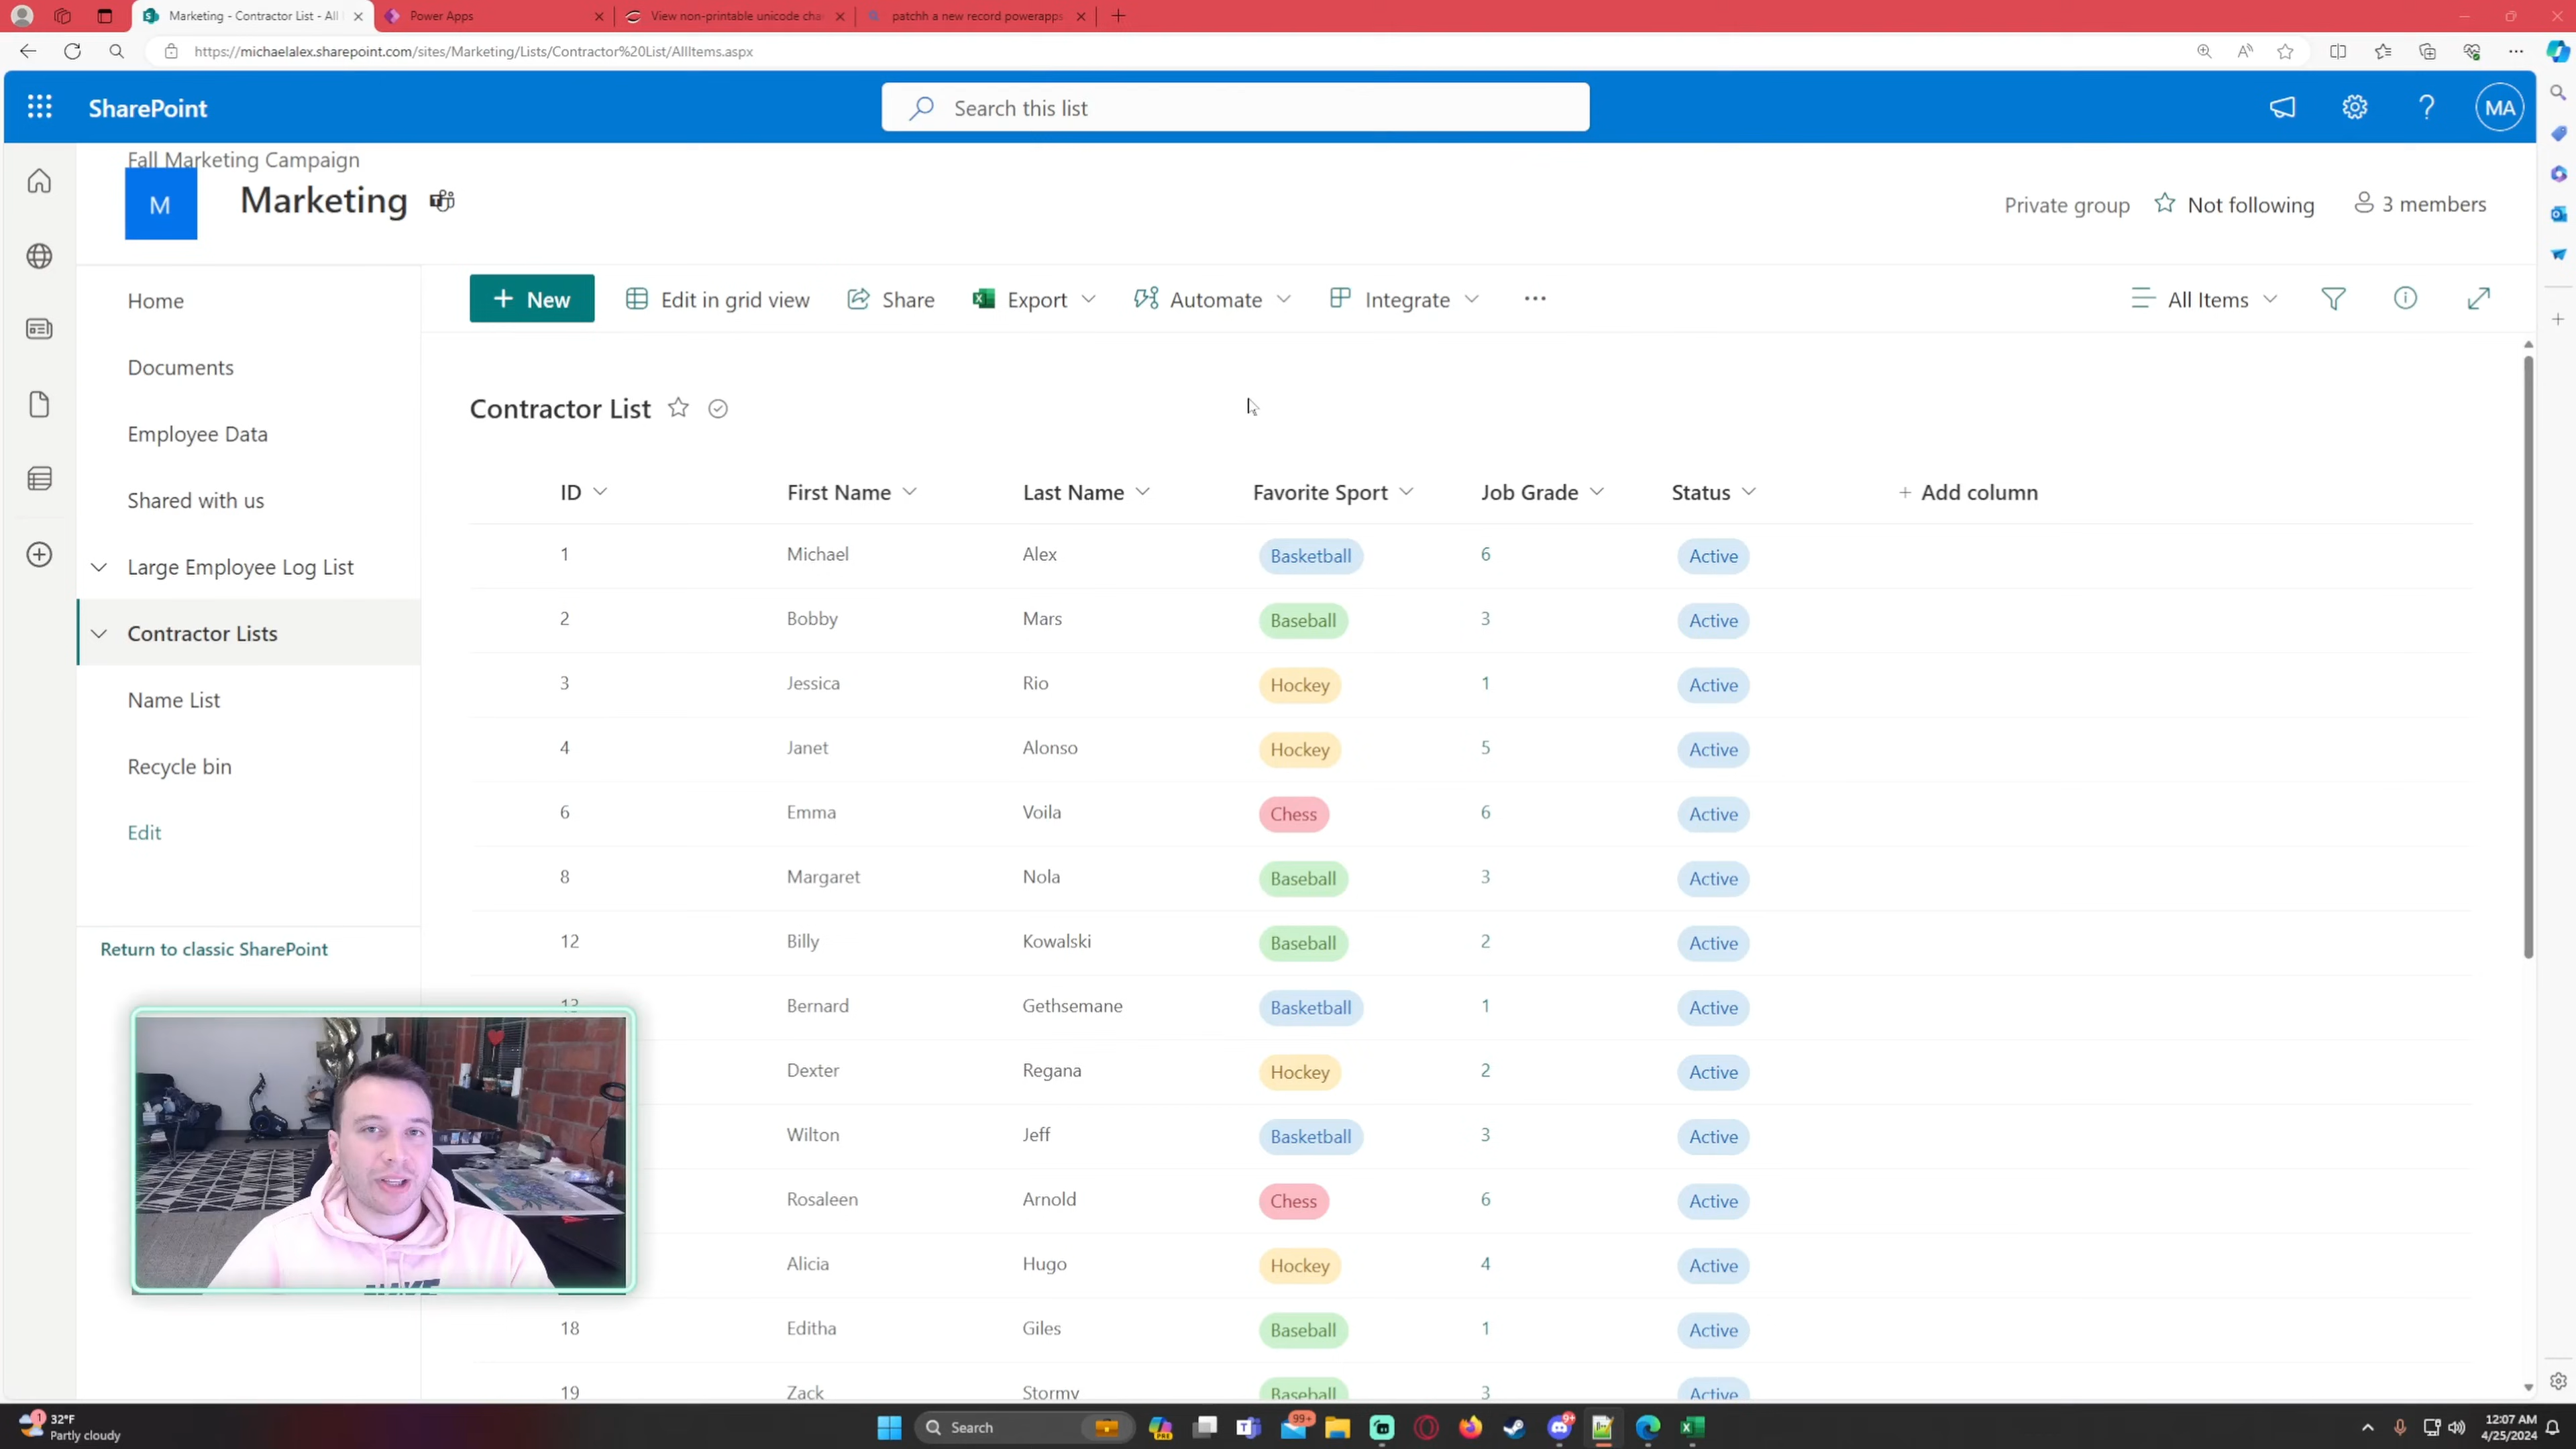 Marketing - Contractor List - All
Power Apps
View non-printable unicode cha
patchh a new record powerapps
https://michaelalex.sharepoint.com/sites/Marketing/Lists/Contractor%20List/AllItems.aspx
SharePoint
Search this list
MA
Fall Marketing Campaign
M
Marketing
Private group
Not following
3 members
New
Edit in grid view
Share
Export
Automate
Integrate
All Items
Home
Documents
Employee Data
Shared with us
Large Employee Log List
Contractor Lists
Name List
Recycle bin
Edit
Return to classic SharePoint
Contractor List
ID First Name Last Name Favorite Sport Job Grade Status + Add column
1 Michael Alex Basketball 6 Active
2 Bobby Mars Baseball 3 Active
3 Jessica Rio Hockey 1 Active
4 Janet Alonso Hockey 5 Active
6 Emma Voila Chess 6 Active
8 Margaret Nola Baseball 3 Active
12 Billy Kowalski Baseball 2 Active
13 Bernard Gethsemane Basketball 1 Active
Dexter Regana Hockey 2 Active
Wilton Jeff Basketball 3 Active
Rosaleen Arnold Chess 6 Active
Alicia Hugo Hockey 4 Active
18 Editha Giles Baseball 1 Active
19 Zack Stormy Baseball 3 Active
1
32°F
Partly cloudy
Search
PRE
99+
9+
12:07 AM
4/25/2024